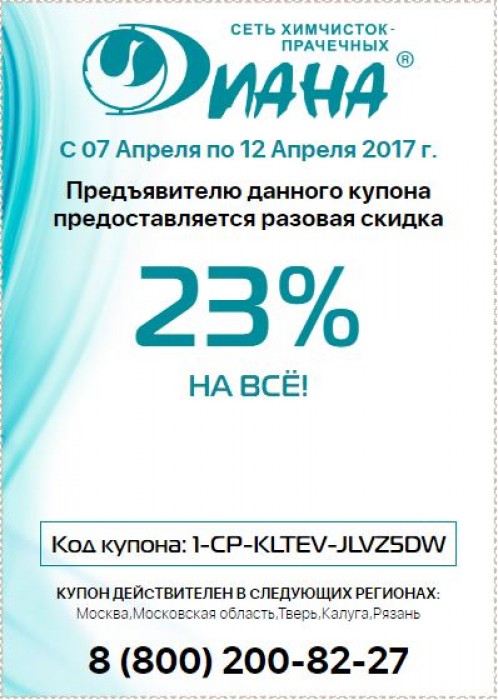 СЕТЬ ХИМЧИСТОК-
ПРАЧЕЧНЫХ
ДИАНА®
С 07 Апреля по 12 Апреля 2017 г.
Предъявителю данного купона
предоставляется разовая скидка
23%
НА ВСЁ!
Код купона: 1-CP-KLTEV-JLVZ5DW
КУПОН ДЕЙСТВИТЕЛЕН В СЛЕДУЮЩИХ РЕГИОНАХ:
Москва,Московская область,Тверь,Калуга,Рязань
8 (800) 200-82-27